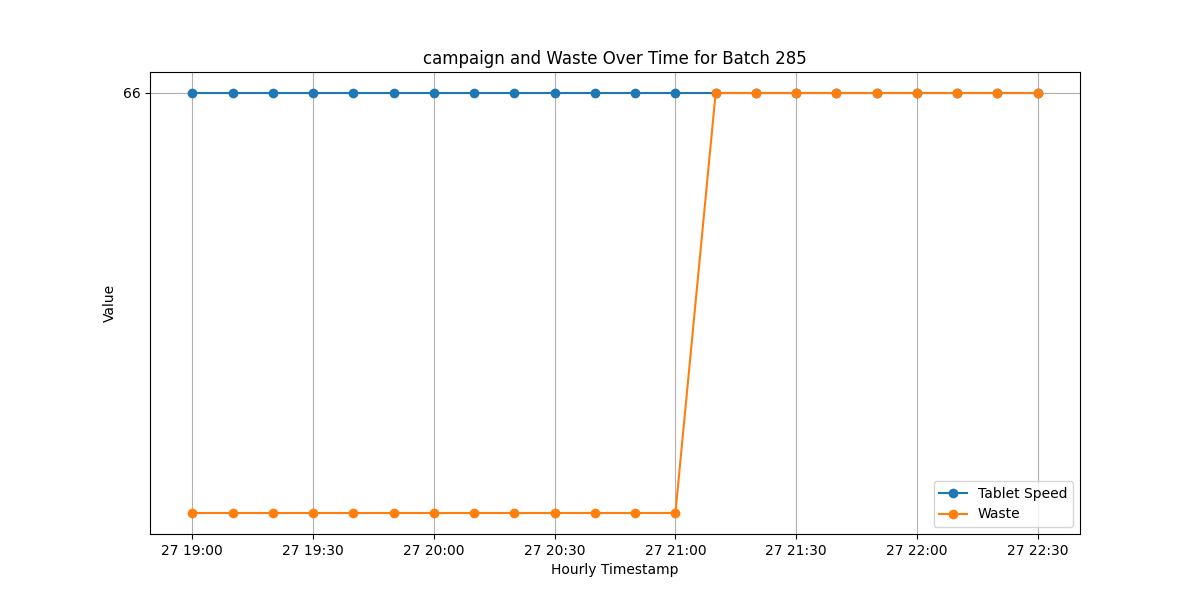 campaign and Waste Over Time for Batch 285
66
Value
Tablet Speed
Waste
27 19:00 27 19:30 27 20:00 27 20:30 27 21:00 27 21:30 27 22:00 27 22:30
Hourly Timestamp